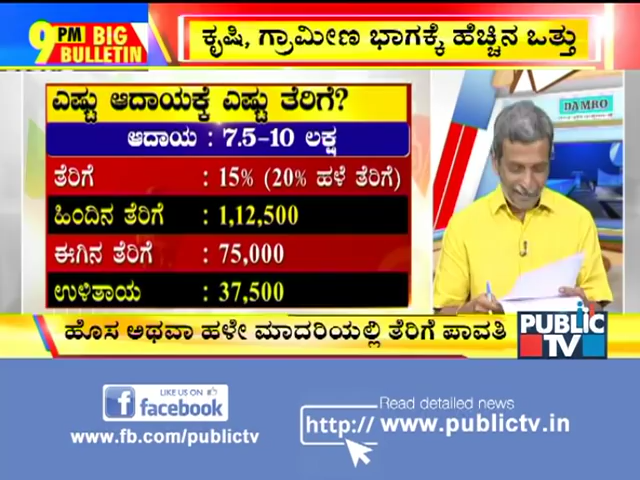 9PM BIG BULLETIN
ಕೃಷಿ, ಗ್ರಾಮೀಣ ಭಾಗಕ್ಕೆ ಹೆಚ್ಚಿನ ಒತ್ತು
ಎಷ್ಟು ಆದಾಯಕ್ಕೆ ಎಷ್ಟು ತೆರಿಗೆ?
ಆದಾಯ : 7.5-10 ಲಕ್ಷ
ತೆರಿಗೆ : 15% (20% ಹಳೆ ತೆರಿಗೆ)
ಹಿಂದಿನ ತೆರಿಗೆ : 1,12,500
ಈಗಿನ ತೆರಿಗೆ : 75,000
ಉಳಿತಾಯ : 37,500
DAMRO
ಹೊಸ ಅಥವಾ ಹಳೇ ಮಾದರಿಯಲ್ಲಿ ತೆರಿಗೆ ಪಾವತಿ
PUBLIC TV
LIKE US ON
facebook
www.fb.com/publictv
Read detailed news
http:// www.publictv.in